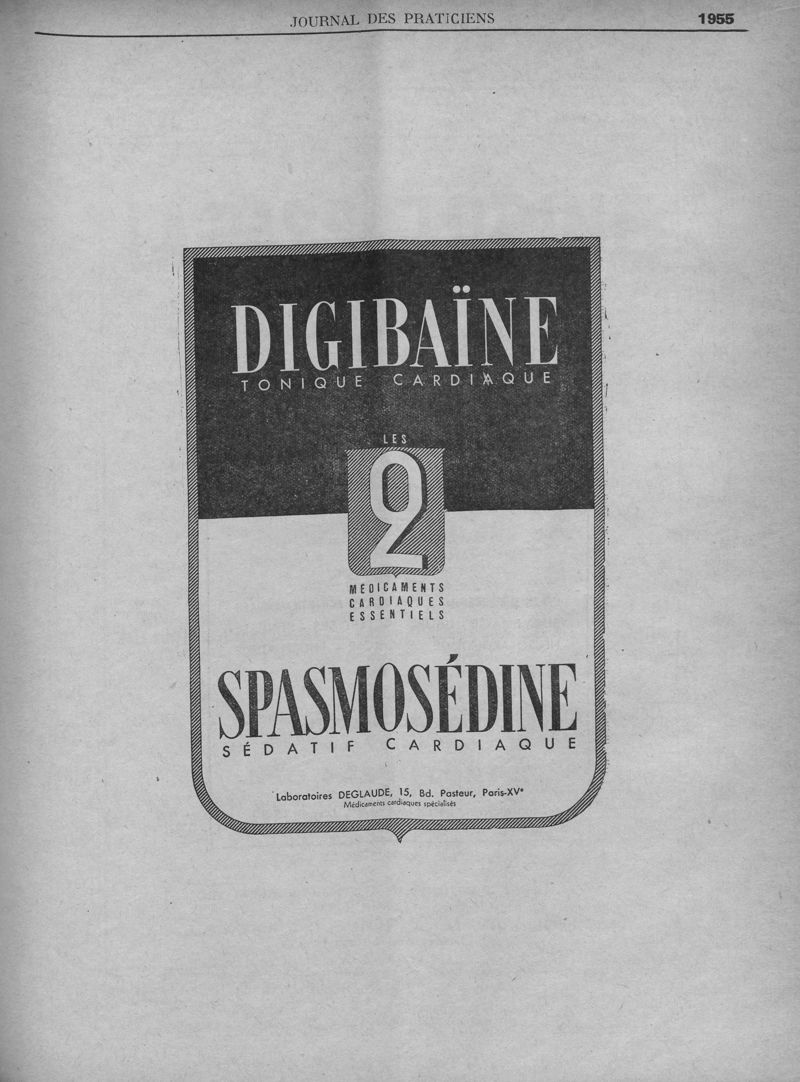 JOURNAL DES PRATICIENS 1955
DIGIBAÏNE
TONIQUE CARDIAQUE
LES
2
MÉDICAMENTS
CARDIAQUES
ESSENTIELS
SPASMOSÉDINE
SÉDATIF CARDIAQUE
Laboratoires DEGLAUDE, 15, Bd. Pasteur, Paris-XVe
Médicaments cardiaques spécialisés